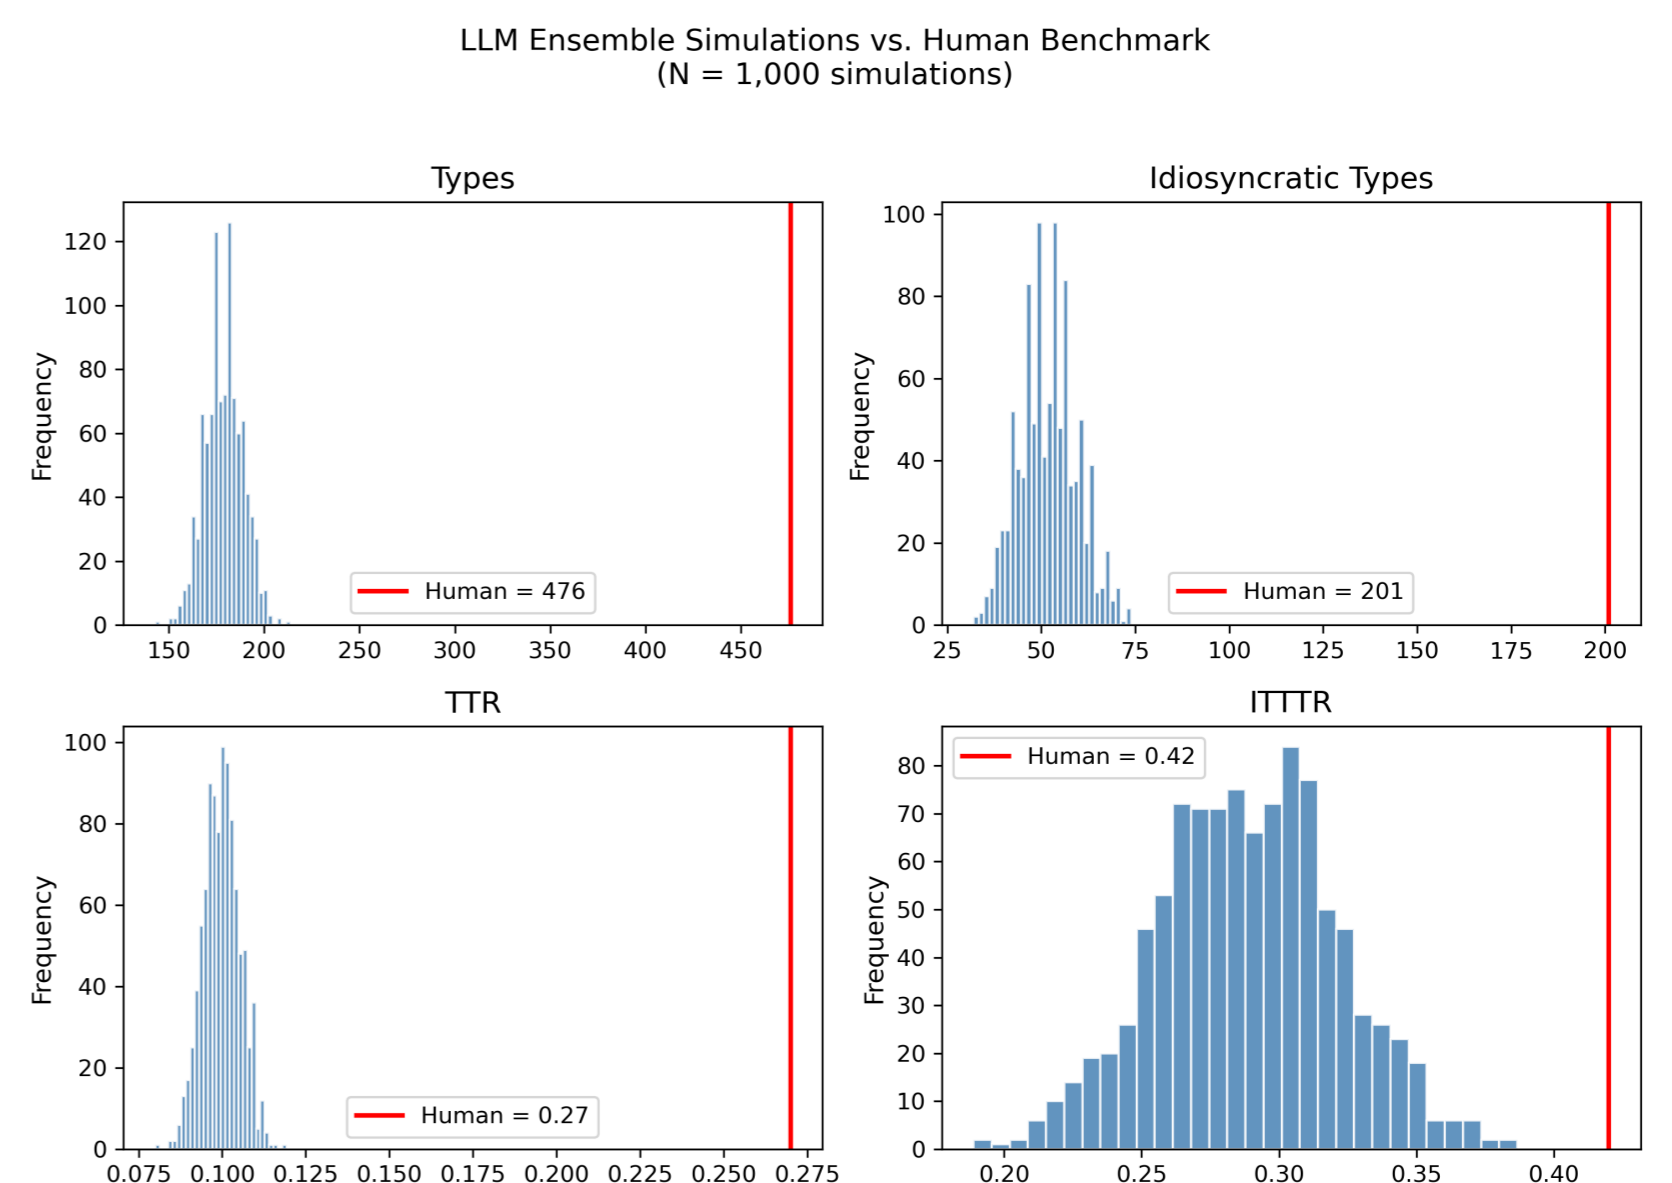 LLM Ensemble Simulations vs. Human Benchmark
(N = 1,000 simulations)
Types
Frequency
120
100
80
60
40
20
0
150 200 250 300 350 400 450
Human = 476
Idiosyncratic Types
Frequency
100
80
60
40
20
0
25 50 75 100 125 150 175 200
Human = 201
TTR
Frequency
100
80
60
40
20
0
0.075 0.100 0.125 0.150 0.175 0.200 0.225 0.250 0.275
Human = 0.27
ITTTR
Frequency
80
70
60
50
40
30
20
10
0
0.20 0.25 0.30 0.35 0.40
Human = 0.42